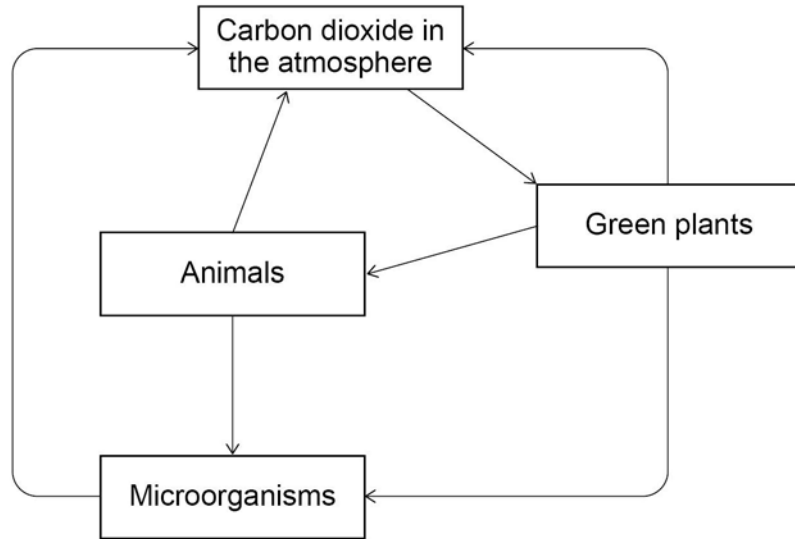 Carbon dioxide in
the atmosphere
Green plants
Animals
Microorganisms